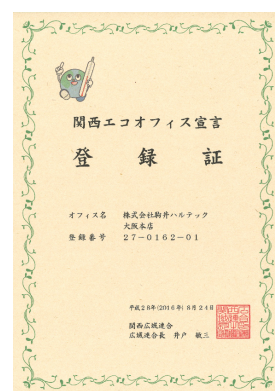 関西エコオフィス宣言
登録証
オフィス名 株式会社駒井ハルテック
大阪本店
登録番号 27-0162-01
平成28年(2016年)8月24日
関西広域連合
広域連合長 井戸 敏三